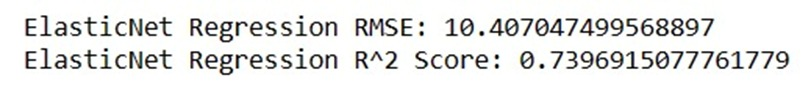 ElasticNet Regression RMSE: 10.407047499568897
ElasticNet Regression R^2 Score: 0.7396915077761779